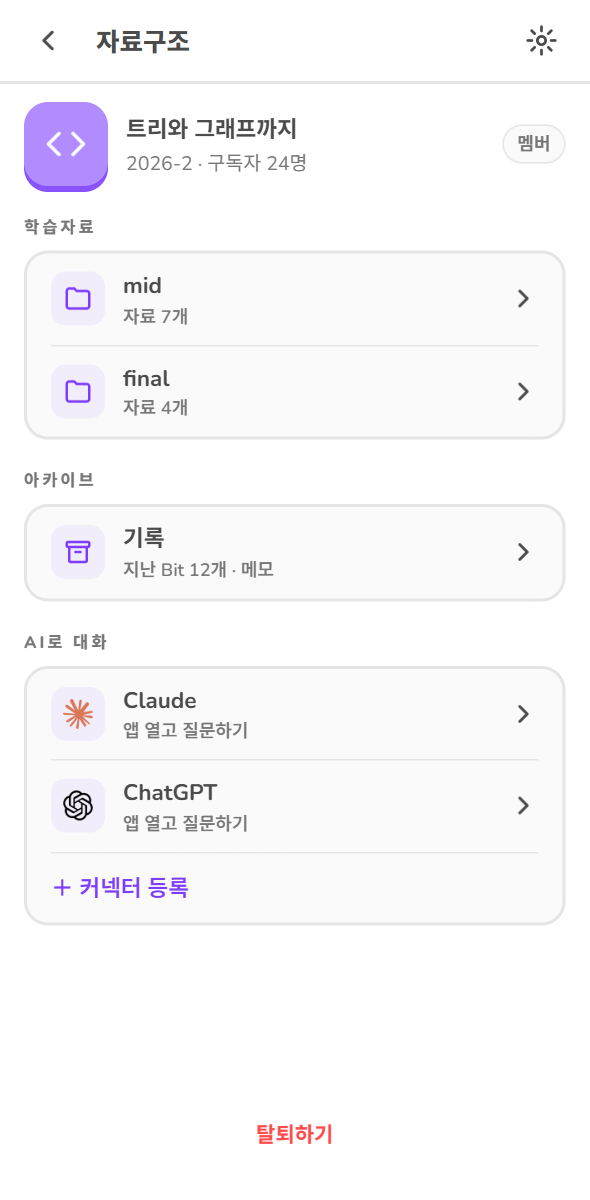 자료구조
트리와 그래프까지
2026-2 · 구독자 24명
멤버
학습자료
mid
자료 7개
final
자료 4개
아카이브
기록
지난 Bit 12개 · 메모
AI로 대화
Claude
앱 열고 질문하기
ChatGPT
앱 열고 질문하기
+ 커넥터 등록
탈퇴하기